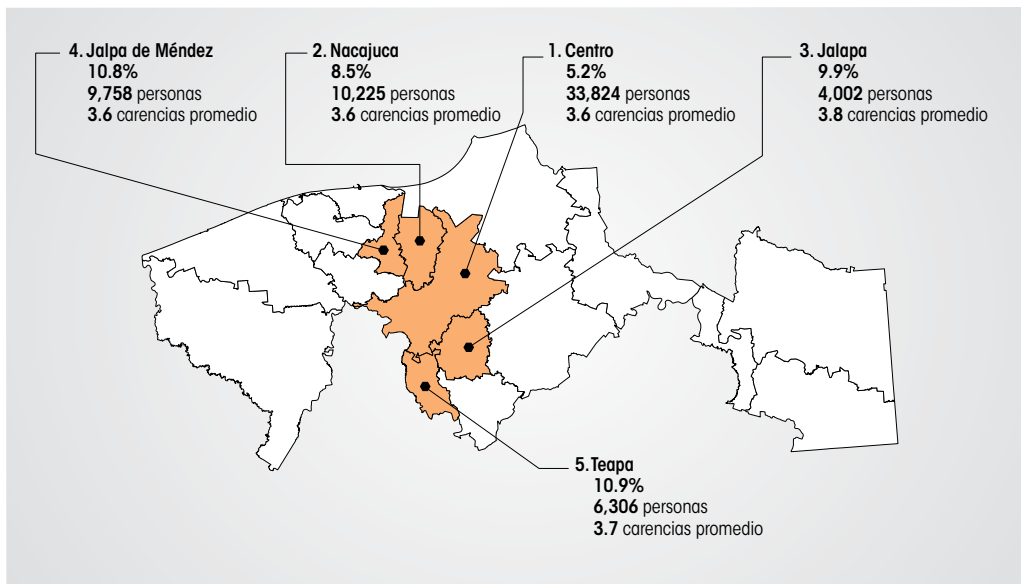 4. Jalpa de Méndez
10.8%
9,758 personas
3.6 carencias promedio
2. Nacajuca
8.5%
10,225 personas
3.6 carencias promedio
1. Centro
5.2%
33,824 personas
3.6 carencias promedio
3. Jalapa
9.9%
4,002 personas
3.8 carencias promedio
5. Teapa
10.9%
6,306 personas
3.7 carencias promedio